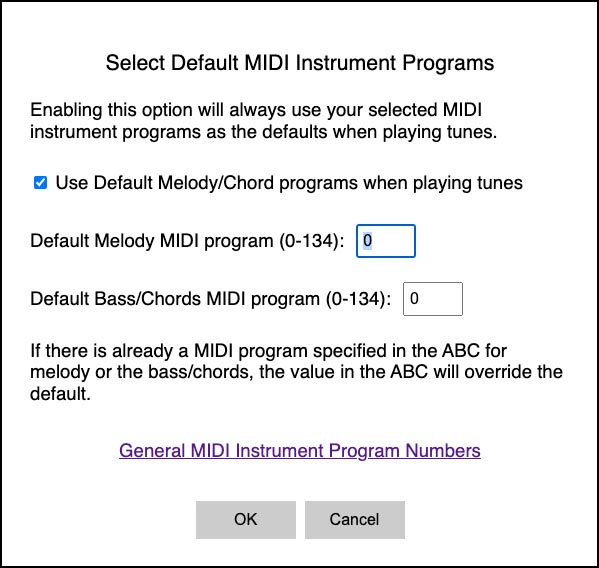 Select Default MIDI Instrument Programs
Enabling this option will always use your selected MIDI
instrument programs as the defaults when playing tunes.
Use Default Melody/Chord programs when playing tunes
Default Melody MIDI program (0-134): 0
Default Bass/Chords MIDI program (0-134): 0
If there is already a MIDI program specified in the ABC for
melody or the bass/chords, the value in the ABC will override the
default.
General MIDI Instrument Program Numbers
OK Cancel